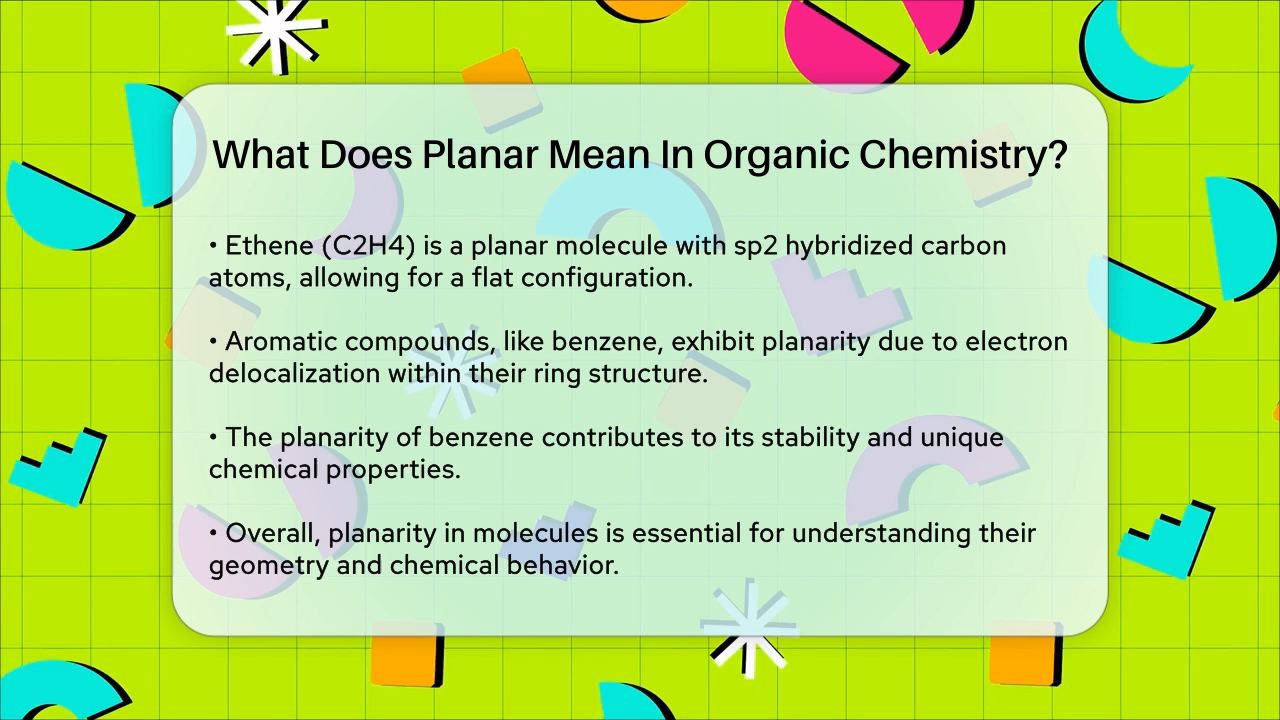 What Does Planar Mean In Organic Chemistry?
• Ethene (C2H4) is a planar molecule with sp2 hybridized carbon
atoms, allowing for a flat configuration.
• Aromatic compounds, like benzene, exhibit planarity due to electron
delocalization within their ring structure.
• The planarity of benzene contributes to its stability and unique
chemical properties.
• Overall, planarity in molecules is essential for understanding their
geometry and chemical behavior.